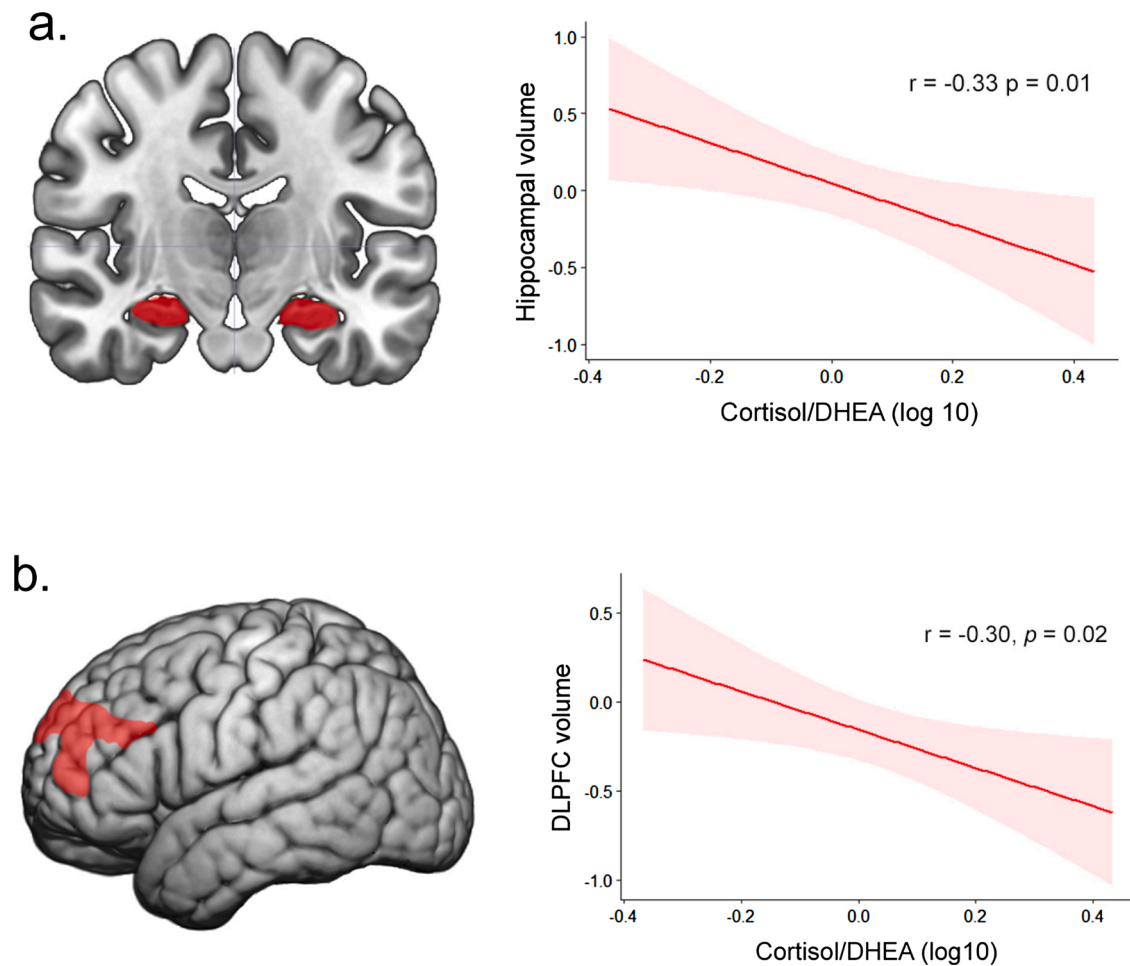 a.
1.0
0.5
0.0
-0.5
-1.0
Hippocampal volume
r = -0.33 p = 0.01
-0.4 -0.2 0.0 0.2 0.4
Cortisol/DHEA (log 10)
b.
0.5
0.0
-0.5
-1.0
DLPFC volume
r = -0.30, p = 0.02
-0.4 -0.2 0.0 0.2 0.4
Cortisol/DHEA (log10)